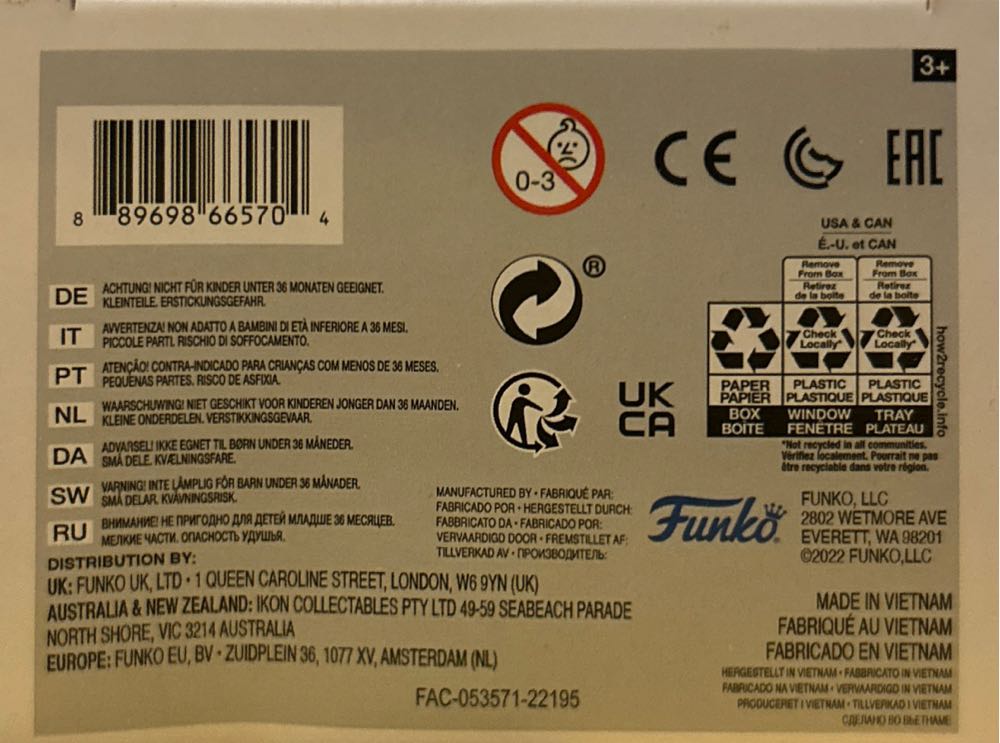 3+
8 89698 66570 4
0-3
CE
EAC
USA & CAN
É.-U. et CAN
Remove From Box
Retirez de la boîte
Remove From Box
Retirez de la boîte
Check Locally*
Check Locally*
PAPER PAPIER
PLASTIC PLASTIQUE
PLASTIC PLASTIQUE
BOX BOÎTE
WINDOW FENÊTRE
TRAY PLATEAU
how2recycle.info
*Not recycled in all communities.
Vérifiez localement. Pourrait ne pas
être recyclable dans votre région.
®
UK
CA
DE ACHTUNG! NICHT FÜR KINDER UNTER 36 MONATEN GEEIGNET.
KLEINTEILE. ERSTICKUNGSGEFAHR.
IT AVVERTENZA! NON ADATTO A BAMBINI DI ETÀ INFERIORE A 36 MESI.
PICCOLE PARTI. RISCHIO DI SOFFOCAMENTO.
PT ATENÇÃO! CONTRA-INDICADO PARA CRIANÇAS COM MENOS DE 36 MESES.
PEQUENAS PARTES. RISCO DE ASFIXIA.
NL WAARSCHUWING! NIET GESCHIKT VOOR KINDEREN JONGER DAN 36 MAANDEN.
KLEINE ONDERDELEN. VERSTIKKINGSGEVAAR.
DA ADVARSEL! IKKE EGNET TIL BØRN UNDER 36 MÅNEDER.
SMÅ DELE. KVÆLNINGSFARE.
SW VARNING! INTE LÄMPLIG FÖR BARN UNDER 36 MÅNADER.
SMÅ DELAR. KVÄVNINGSRISK.
RU ВНИМАНИЕ! НЕ ПРИГОДНО ДЛЯ ДЕТЕЙ МЛАДШЕ 36 МЕСЯЦЕВ.
МЕЛКИЕ ЧАСТИ. ОПАСНОСТЬ УДУШЬЯ.
MANUFACTURED BY • FABRIQUÉ PAR:
FABRICADO POR • HERGESTELLT DURCH:
FABBRICATO DA • FABRICADO POR:
VERVAARDIGD DOOR • FREMSTILLET AF:
TILLVERKAD AV • ПРОИЗВОДИТЕЛЬ:
Funko
FUNKO, LLC
2802 WETMORE AVE
EVERETT, WA 98201
©2022 FUNKO,LLC
DISTRIBUTION BY:
UK: FUNKO UK, LTD • 1 QUEEN CAROLINE STREET, LONDON, W6 9YN (UK)
AUSTRALIA & NEW ZEALAND: IKON COLLECTABLES PTY LTD 49-59 SEABEACH PARADE
NORTH SHORE, VIC 3214 AUSTRALIA
EUROPE: FUNKO EU, BV • ZUIDPLEIN 36, 1077 XV, AMSTERDAM (NL)
FAC-053571-22195
MADE IN VIETNAM
FABRIQUÉ AU VIETNAM
FABRICADO EN VIETNAM
HERGESTELLT IN VIETNAM • FABBRICATO IN VIETNAM
FABRICADO NA VIETNAM • VERVAARDIGD IN VIETNAM
PRODUCERET I VIETNAM • TILLVERKAD I VIETNAM
СДЕЛАНО ВО ВЬЕТНАМЕ